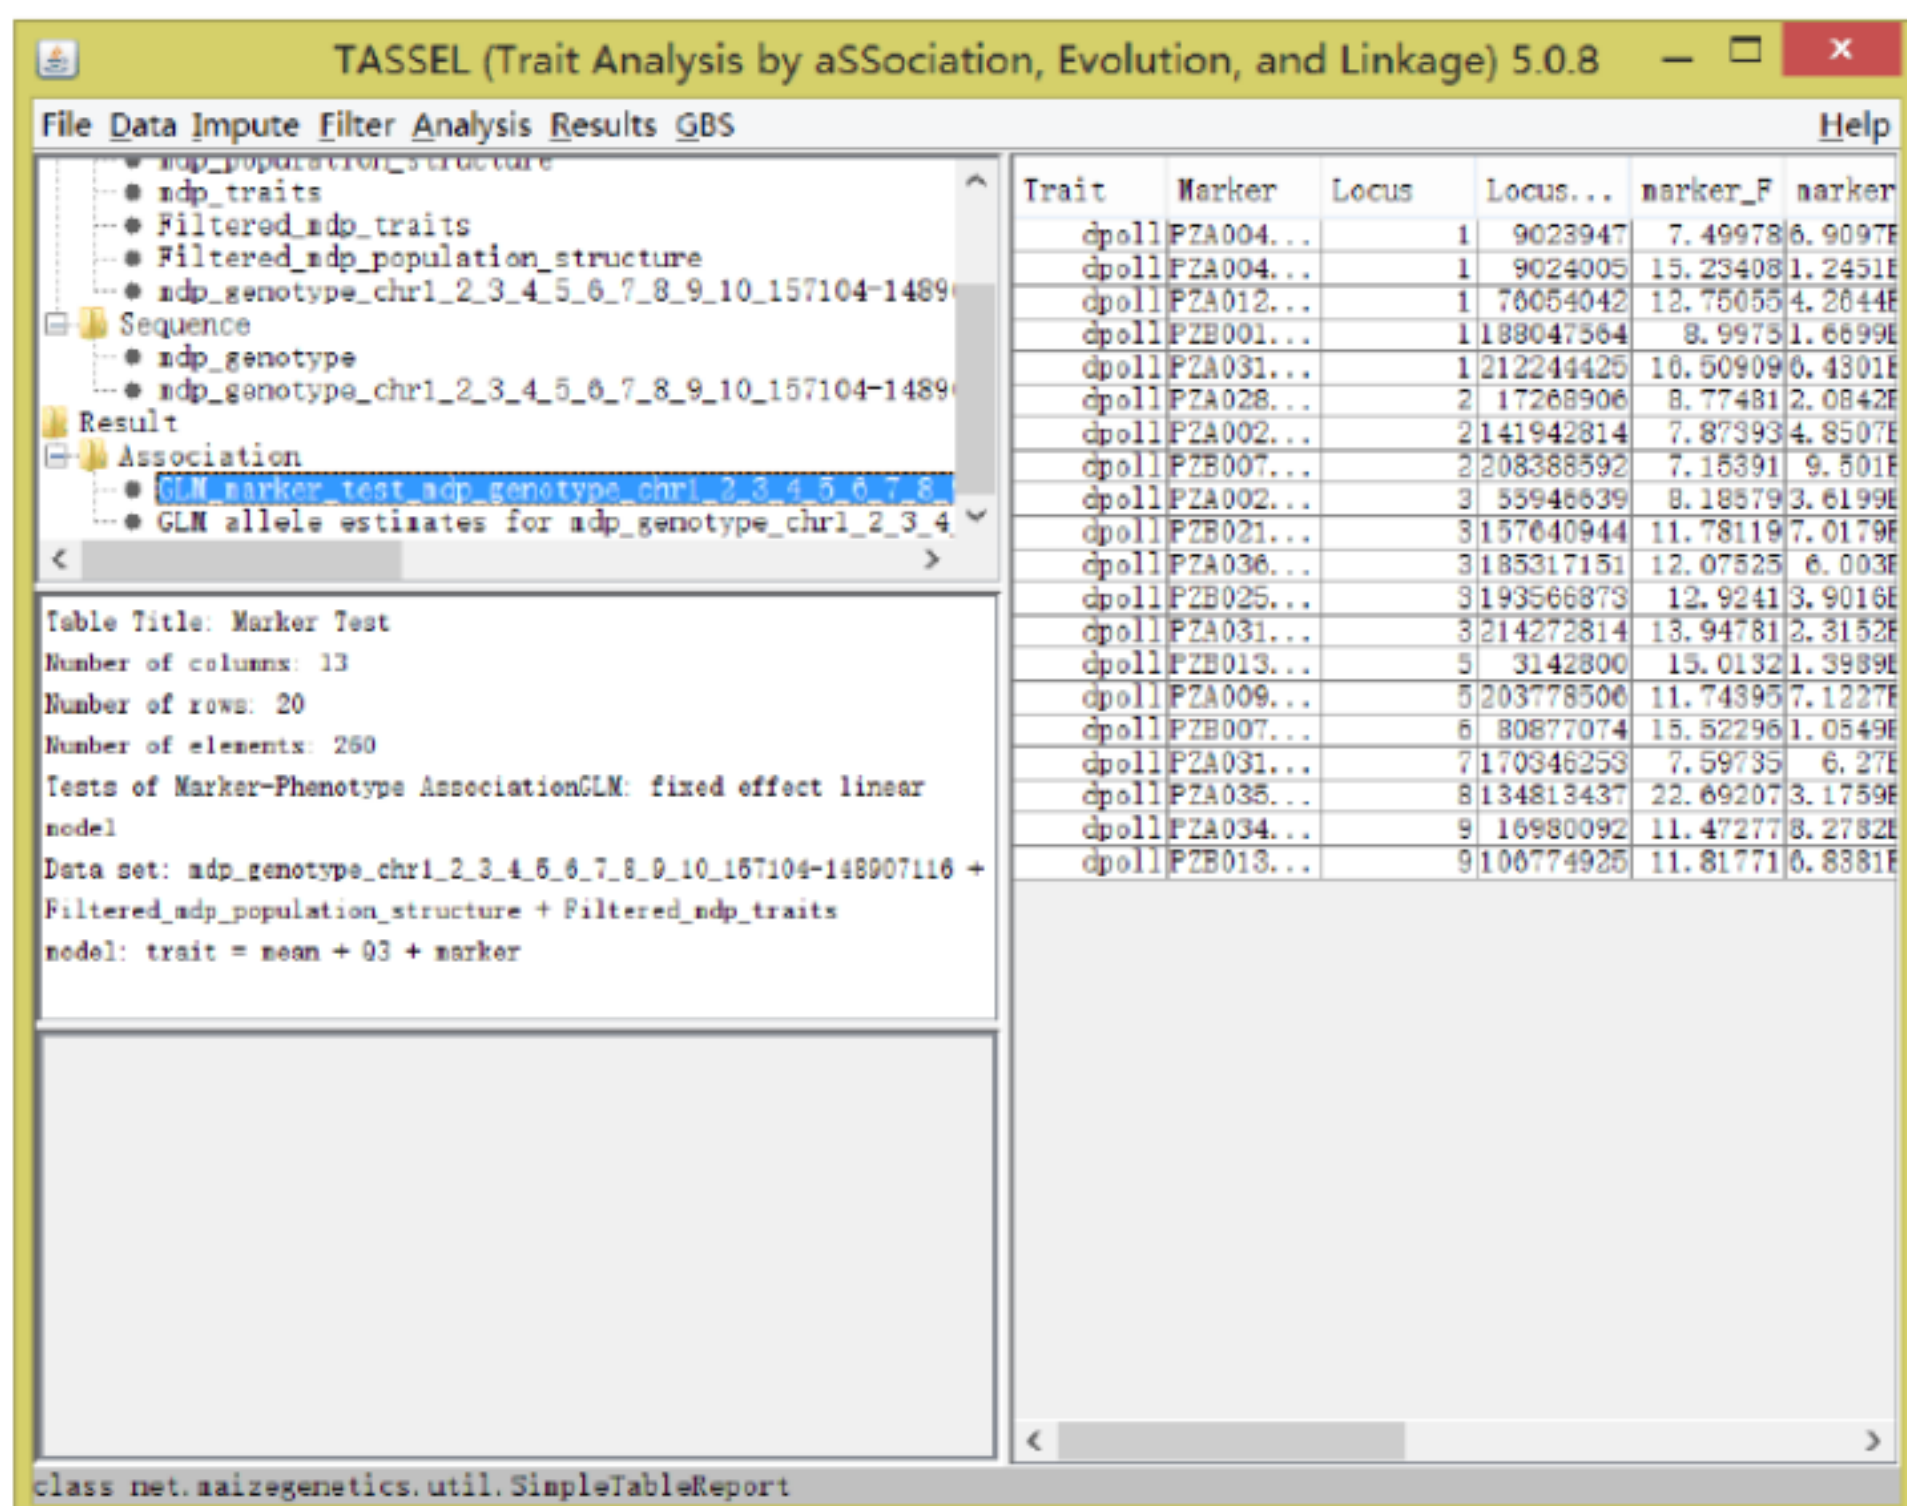 TASSEL (Trait Analysis by aSSociation, Evolution, and Linkage) 5.0.8
File Data Impute Filter Analysis Results GBS Help
mdp_population_structure
mdp_traits
Filtered_mdp_traits
Filtered_mdp_population_structure
mdp_genotype_chr1_2_3_4_5_6_7_8_9_10_157104-1489
Sequence
mdp_genotype
mdp_genotype_chr1_2_3_4_5_6_7_8_9_10_157104-1489
Result
Association
GLM_marker_test_mdp_genotype_chr1_2_3_4_5_6_7_8_
GLM allele estimates for mdp_genotype_chr1_2_3_4_
Table Title: Marker Test
Number of columns: 13
Number of rows: 20
Number of elements: 260
Tests of Marker-Phenotype AssociationGLM: fixed effect linear
model
Data set: mdp_genotype_chr1_2_3_4_5_6_7_8_9_10_157104-148907116 +
Filtered_mdp_population_structure + Filtered_mdp_traits
model: trait = mean + Q3 + marker
Trait Marker Locus Locus... marker_F marker
dpoll PZA004... 1 9023947 7.49978 6.9097E
dpoll PZA004... 1 9024005 15.23408 1.2451E
dpoll PZA012... 1 76054042 12.75055 4.2644E
dpoll PZB001... 1 188047564 8.9975 1.6699E
dpoll PZA031... 1 212244425 16.50909 6.4301E
dpoll PZA028... 2 17268906 8.77481 2.0842E
dpoll PZA002... 2 141942814 7.87393 4.8507E
dpoll PZB007... 2 208388592 7.15391 9.501E
dpoll PZA002... 3 55946639 8.18579 3.6199E
dpoll PZB021... 3 157640944 11.78119 7.0179E
dpoll PZA036... 3 185317151 12.07525 6.003E
dpoll PZB025... 3 193566873 12.9241 3.9016E
dpoll PZA031... 3 214272814 13.94781 2.3152E
dpoll PZB013... 5 3142800 15.0132 1.3989E
dpoll PZA009... 5 203778506 11.74395 7.1227E
dpoll PZB007... 6 80877074 15.52296 1.0549E
dpoll PZA031... 7 170346253 7.59735 6.27E
dpoll PZA035... 8 134813437 22.69207 3.1759E
dpoll PZA034... 9 16980092 11.47277 8.2782E
dpoll PZB013... 9 106774925 11.81771 6.8381E
class net.maizegenetics.util.SimpleTableReport